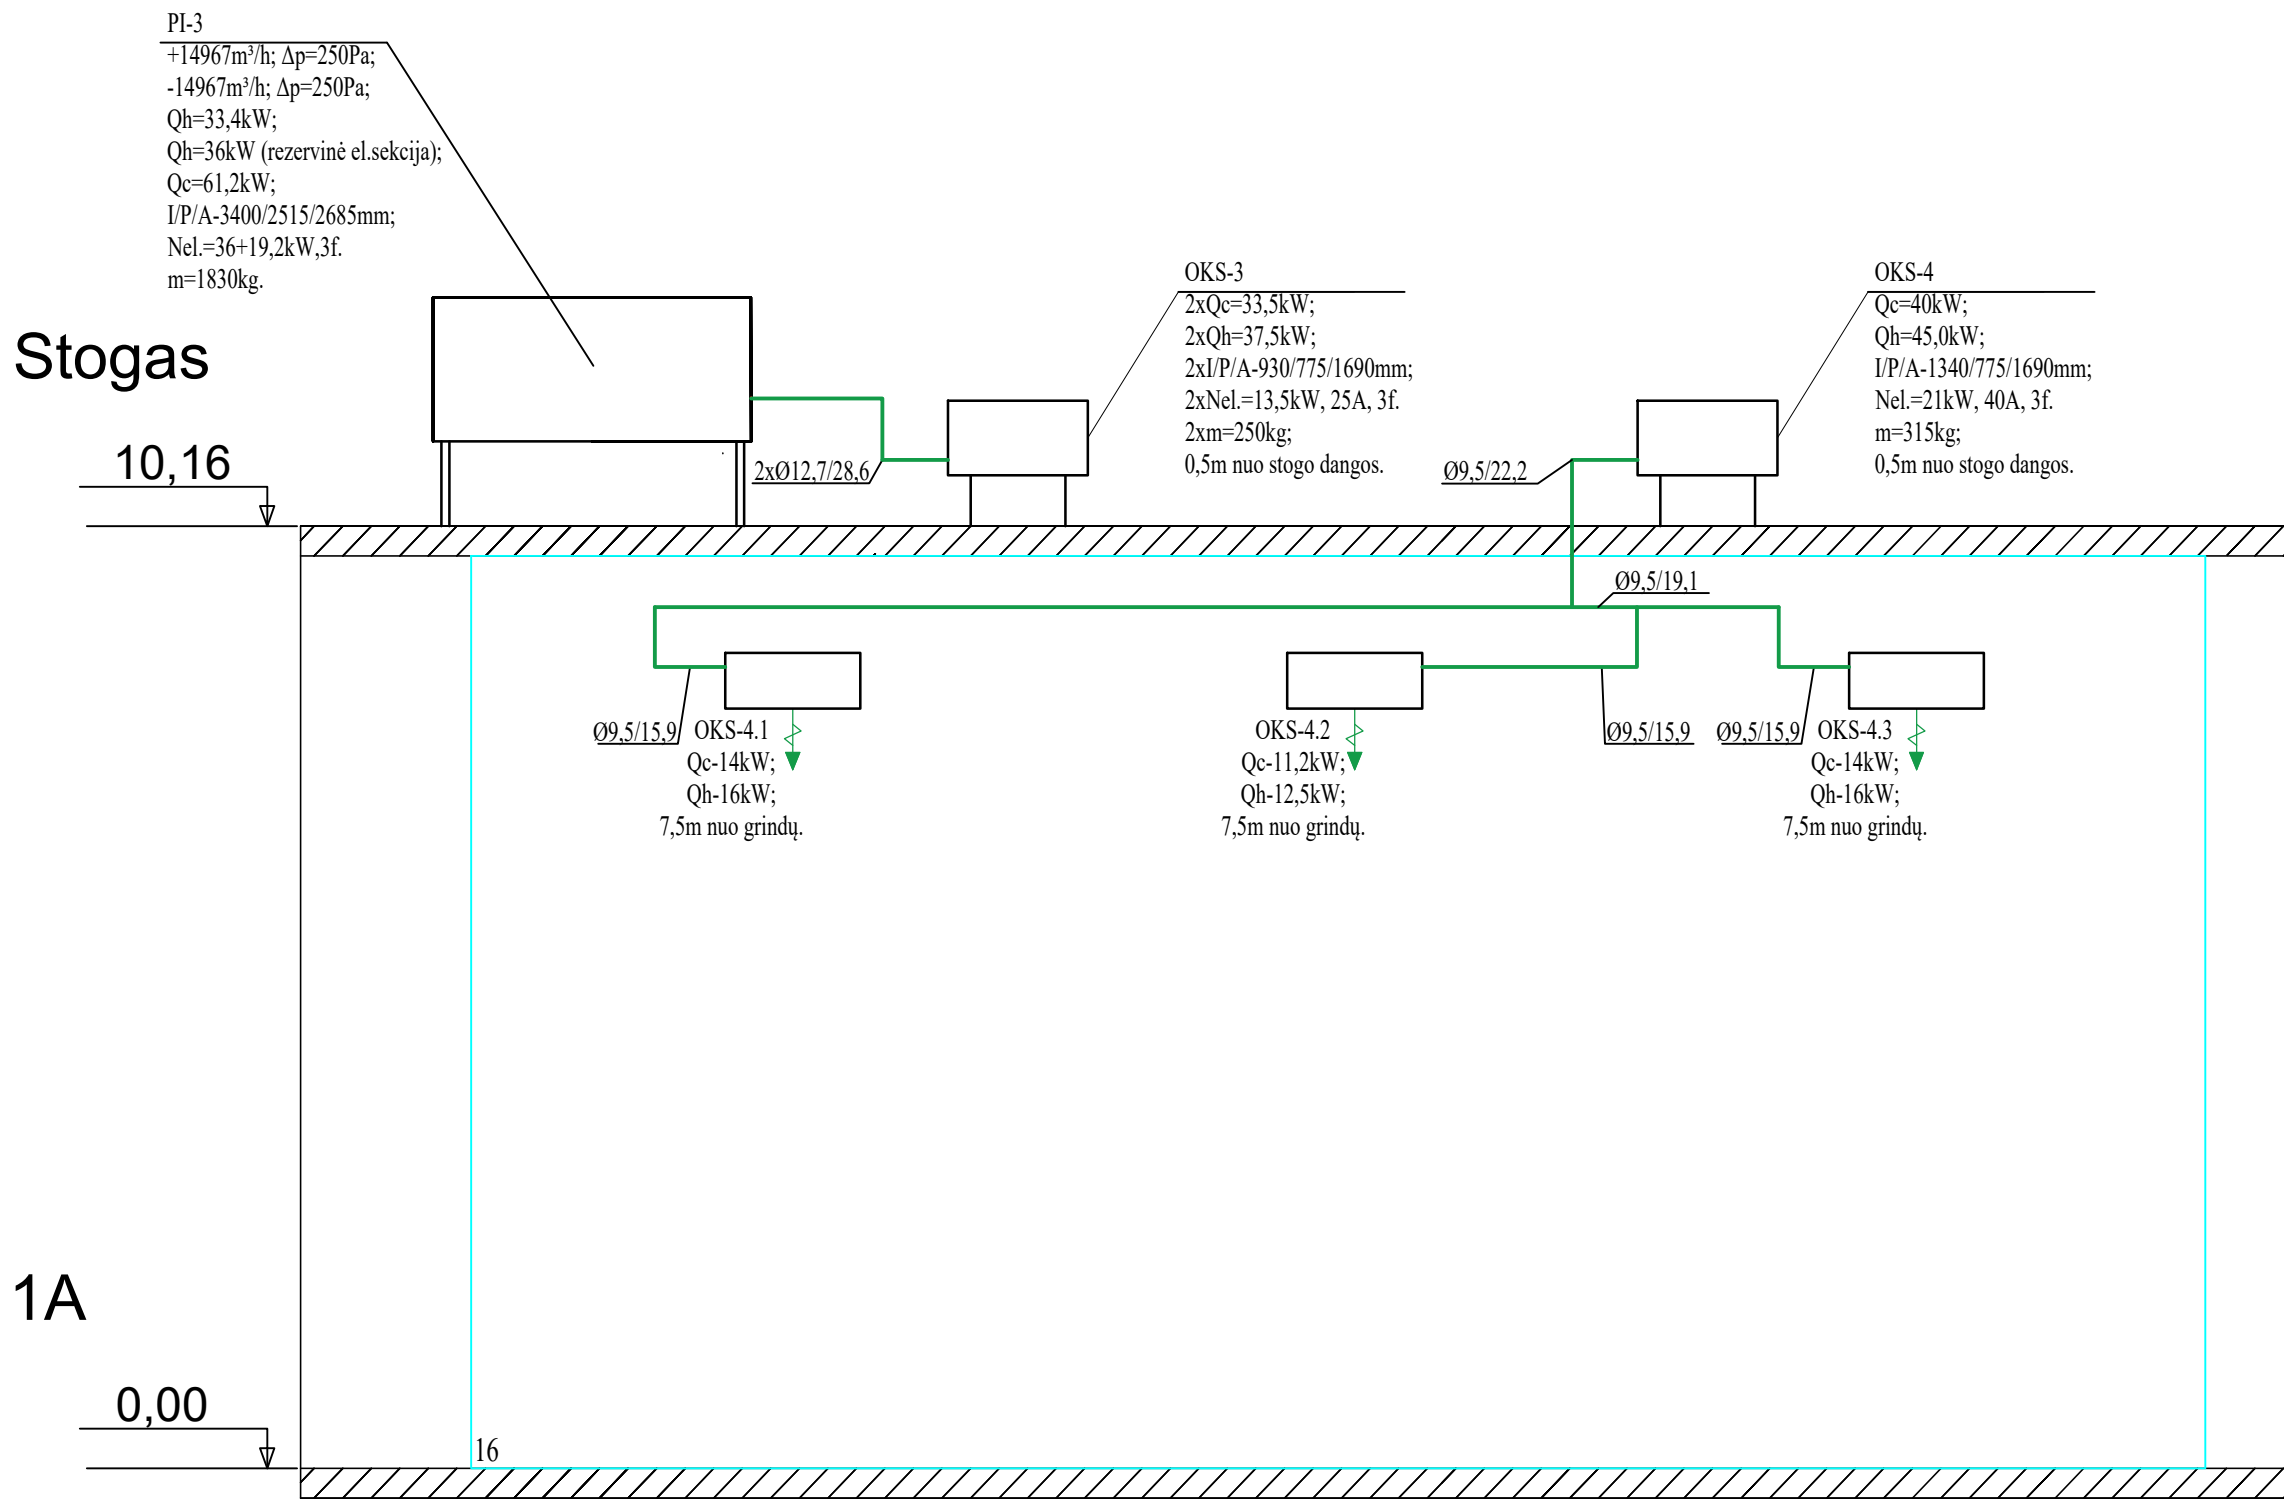 PI-3
+14967m³/h; Δp=250Pa;
-14967m³/h; Δp=250Pa;
Qh=33,4kW;
Qh=36kW (rezervinė el.sekcija);
Qc=61,2kW;
I/P/A-3400/2515/2685mm;
Nel.=36+19,2kW,3f.
m=1830kg.
OKS-3
2xQc=33,5kW;
2xQh=37,5kW;
2xI/P/A-930/775/1690mm;
2xNel.=13,5kW, 25A, 3f.
2xm=250kg;
0,5m nuo stogo dangos.
OKS-4
Qc=40kW;
Qh=45,0kW;
I/P/A-1340/775/1690mm;
Nel.=21kW, 40A, 3f.
m=315kg;
0,5m nuo stogo dangos.
Stogas
10,16
2xØ12,7/28,6
Ø9,5/22,2
Ø9,5/19,1
Ø9,5/15,9
OKS-4.1
Qc-14kW;
Qh-16kW;
7,5m nuo grindų.
OKS-4.2
Qc-11,2kW;
Qh-12,5kW;
7,5m nuo grindų.
Ø9,5/15,9
Ø9,5/15,9
OKS-4.3
Qc-14kW;
Qh-16kW;
7,5m nuo grindų.
1A
0,00
16